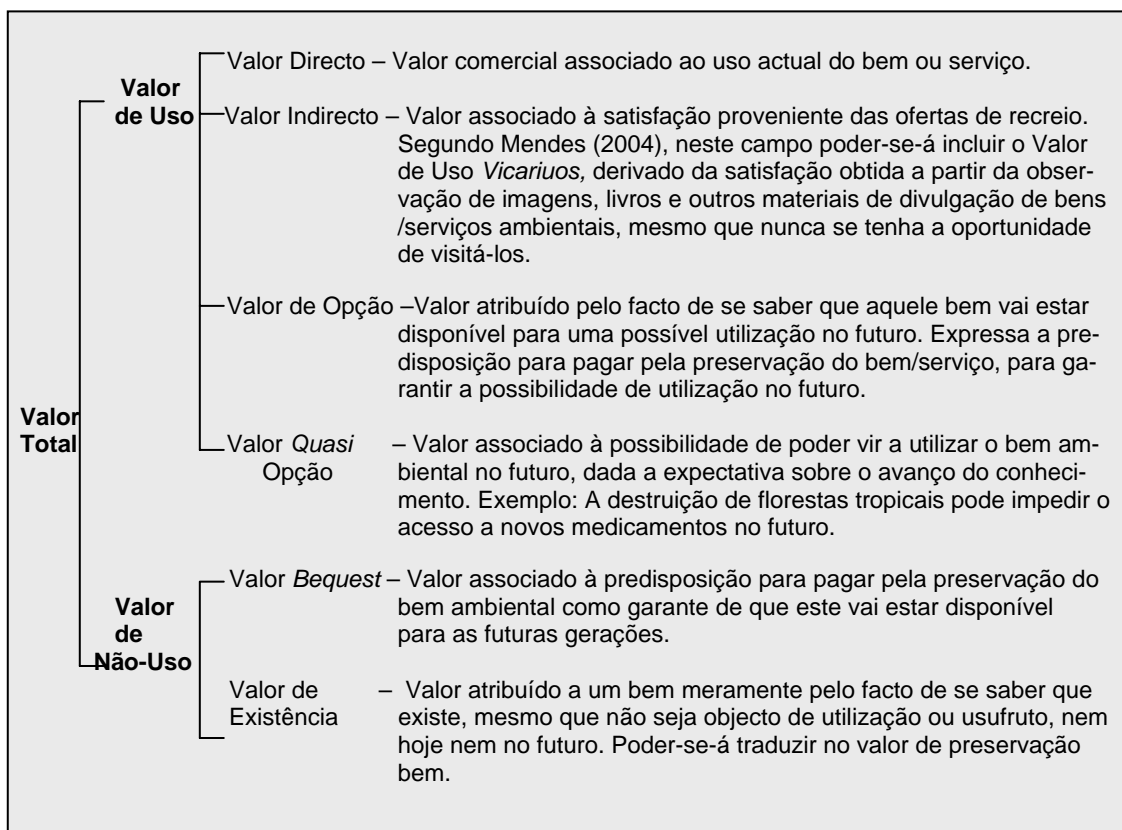 Valor Directo – Valor comercial associado ao uso actual do bem ou serviço.
Valor
de Uso
Valor Indirecto – Valor associado à satisfação proveniente das ofertas de recreio.
Segundo Mendes (2004), neste campo poder-se-á incluir o Valor
de Uso Vicariuos, derivado da satisfação obtida a partir da obser-
vação de imagens, livros e outros materiais de divulgação de bens
/serviços ambientais, mesmo que nunca se tenha a oportunidade
de visitá-los.
Valor de Opção –Valor atribuído pelo facto de se saber que aquele bem vai estar
disponível para uma possível utilização no futuro. Expressa a pre-
disposição para pagar pela preservação do bem/serviço, para ga-
rantir a possibilidade de utilização no futuro.
Valor
Total
Valor Quasi – Valor associado à possibilidade de poder vir a utilizar o bem am-
Opção biental no futuro, dada a expectativa sobre o avanço do conheci-
mento. Exemplo: A destruição de florestas tropicais pode impedir o
acesso a novos medicamentos no futuro.
Valor Bequest – Valor associado à predisposição para pagar pela preservação do
bem ambiental como garante de que este vai estar disponível
para as futuras gerações.
Valor
de
Não-Uso
Valor de – Valor atribuído a um bem meramente pelo facto de se saber que
Existência existe, mesmo que não seja objecto de utilização ou usufruto, nem
hoje nem no futuro. Poder-se-á traduzir no valor de preservação
bem.